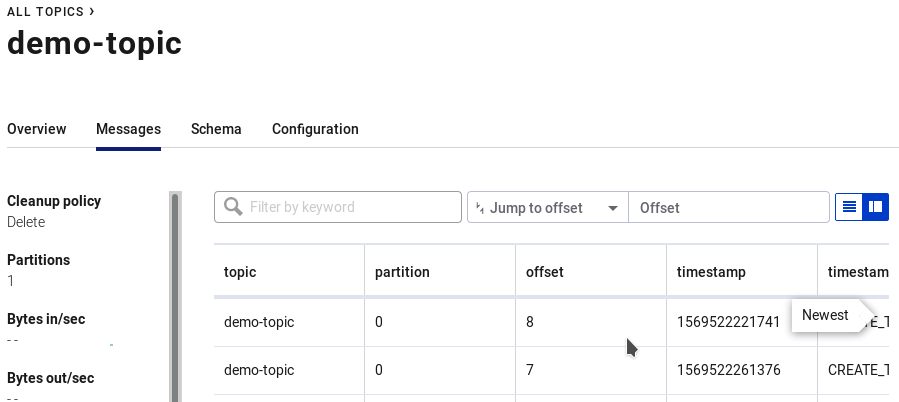 ALL TOPICS ›
demo-topic
Overview Messages Schema Configuration
Cleanup policy
Delete
Partitions
1
Bytes in/sec
--
Bytes out/sec
--
Filter by keyword Jump to offset Offset
topic partition offset timestamp timestam
demo-topic 0 8 1569522221741 Newest TE_T
demo-topic 0 7 1569522261376 CREATE_T